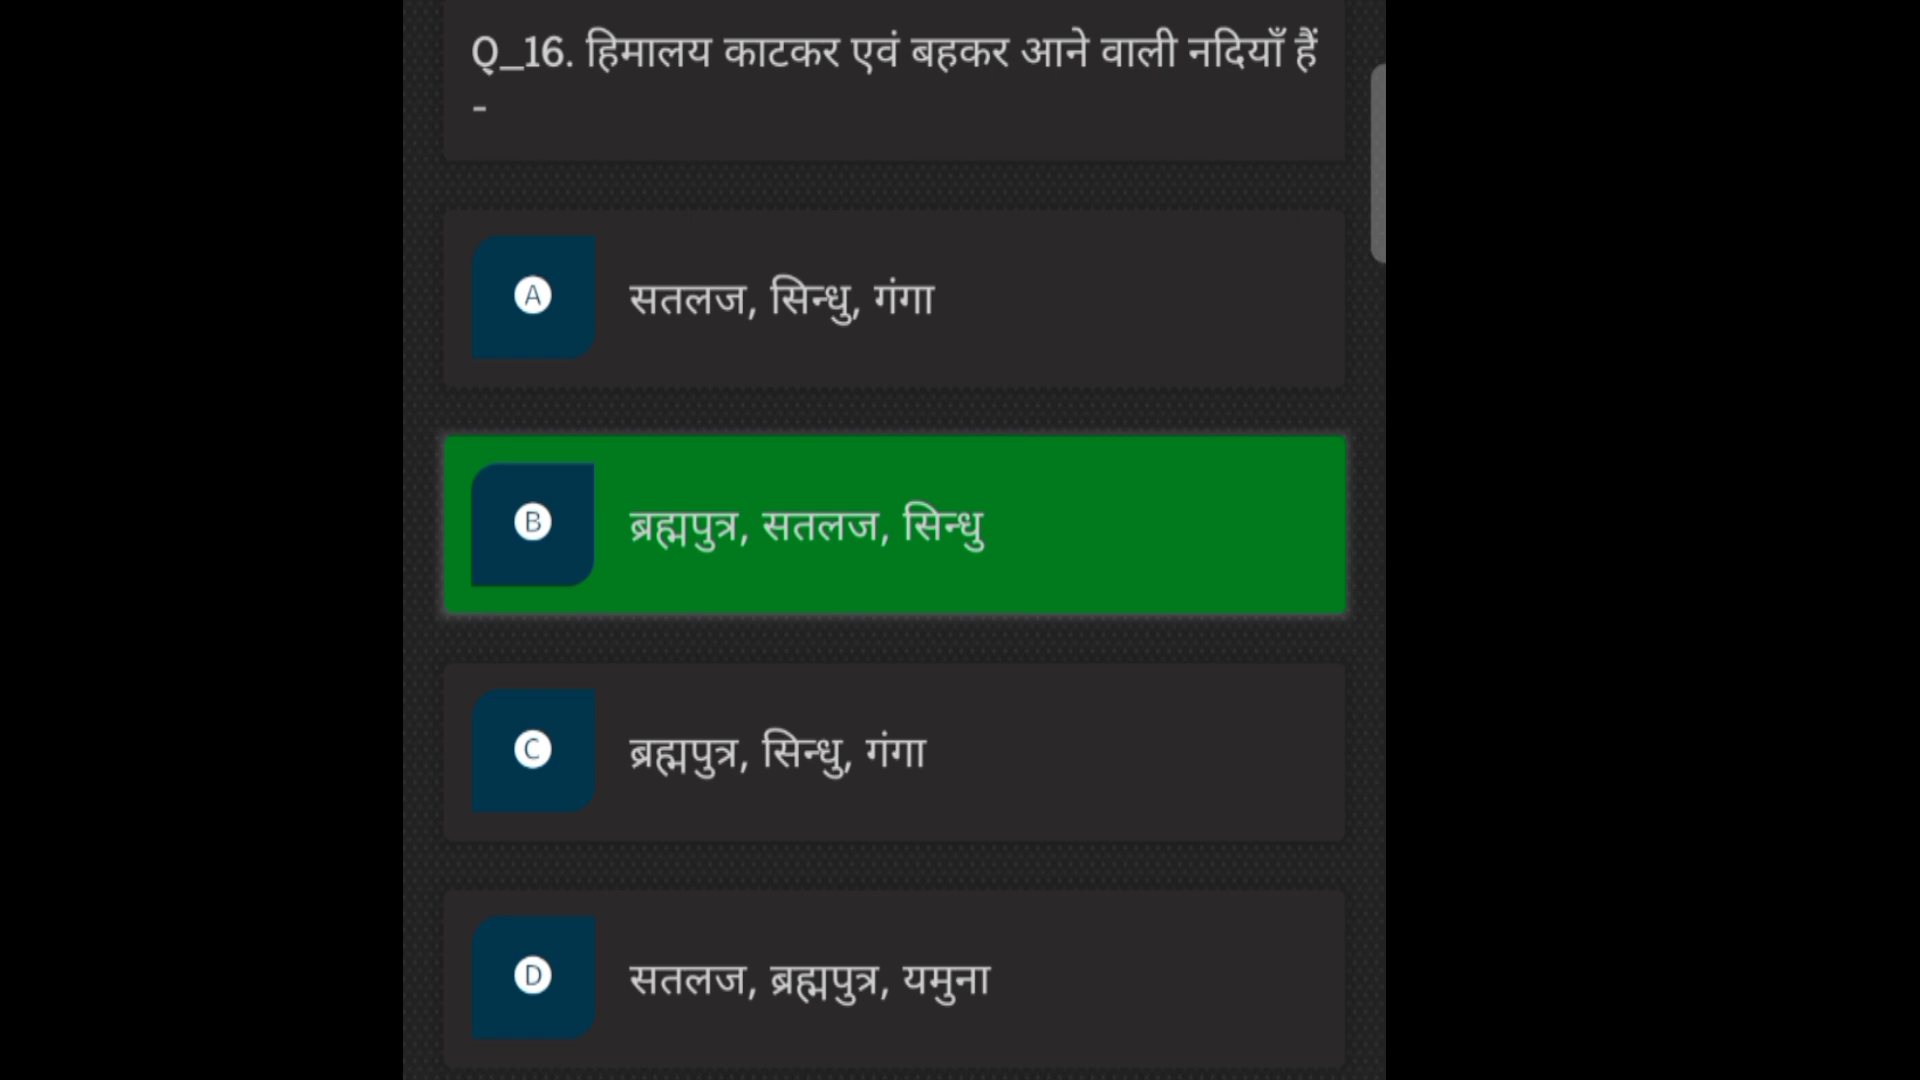 Q_16. हिमालय काटकर एवं बहकर आने वाली नदियाँ हैं
-
A सतलज, सिन्धु, गंगा
B ब्रह्मपुत्र, सतलज, सिन्धु
C ब्रह्मपुत्र, सिन्धु, गंगा
D सतलज, ब्रह्मपुत्र, यमुना